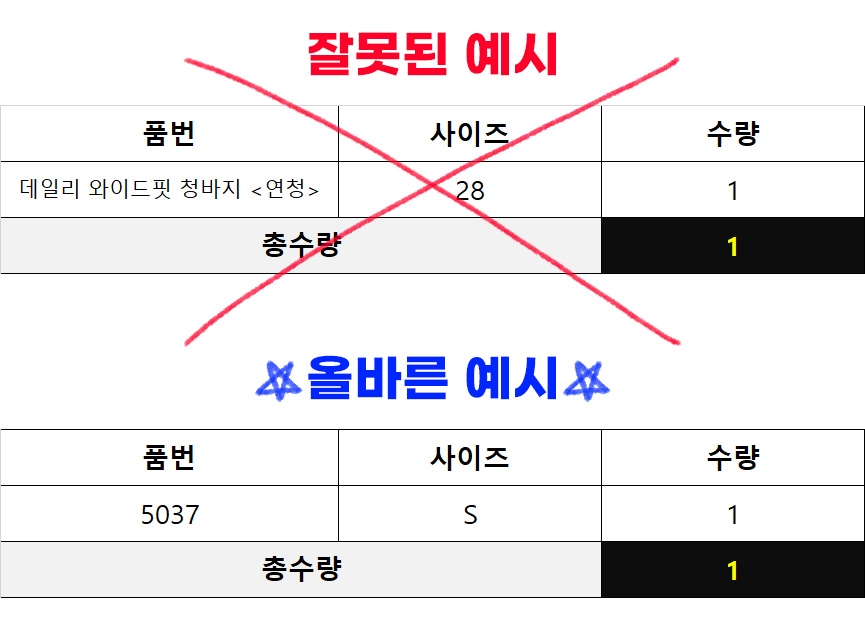 잘못된 예시
품번 사이즈 수량
데일리 와이드핏 청바지 <연청> 28 1
총수량 1
올바른 예시
품번 사이즈 수량
5037 S 1
총수량 1